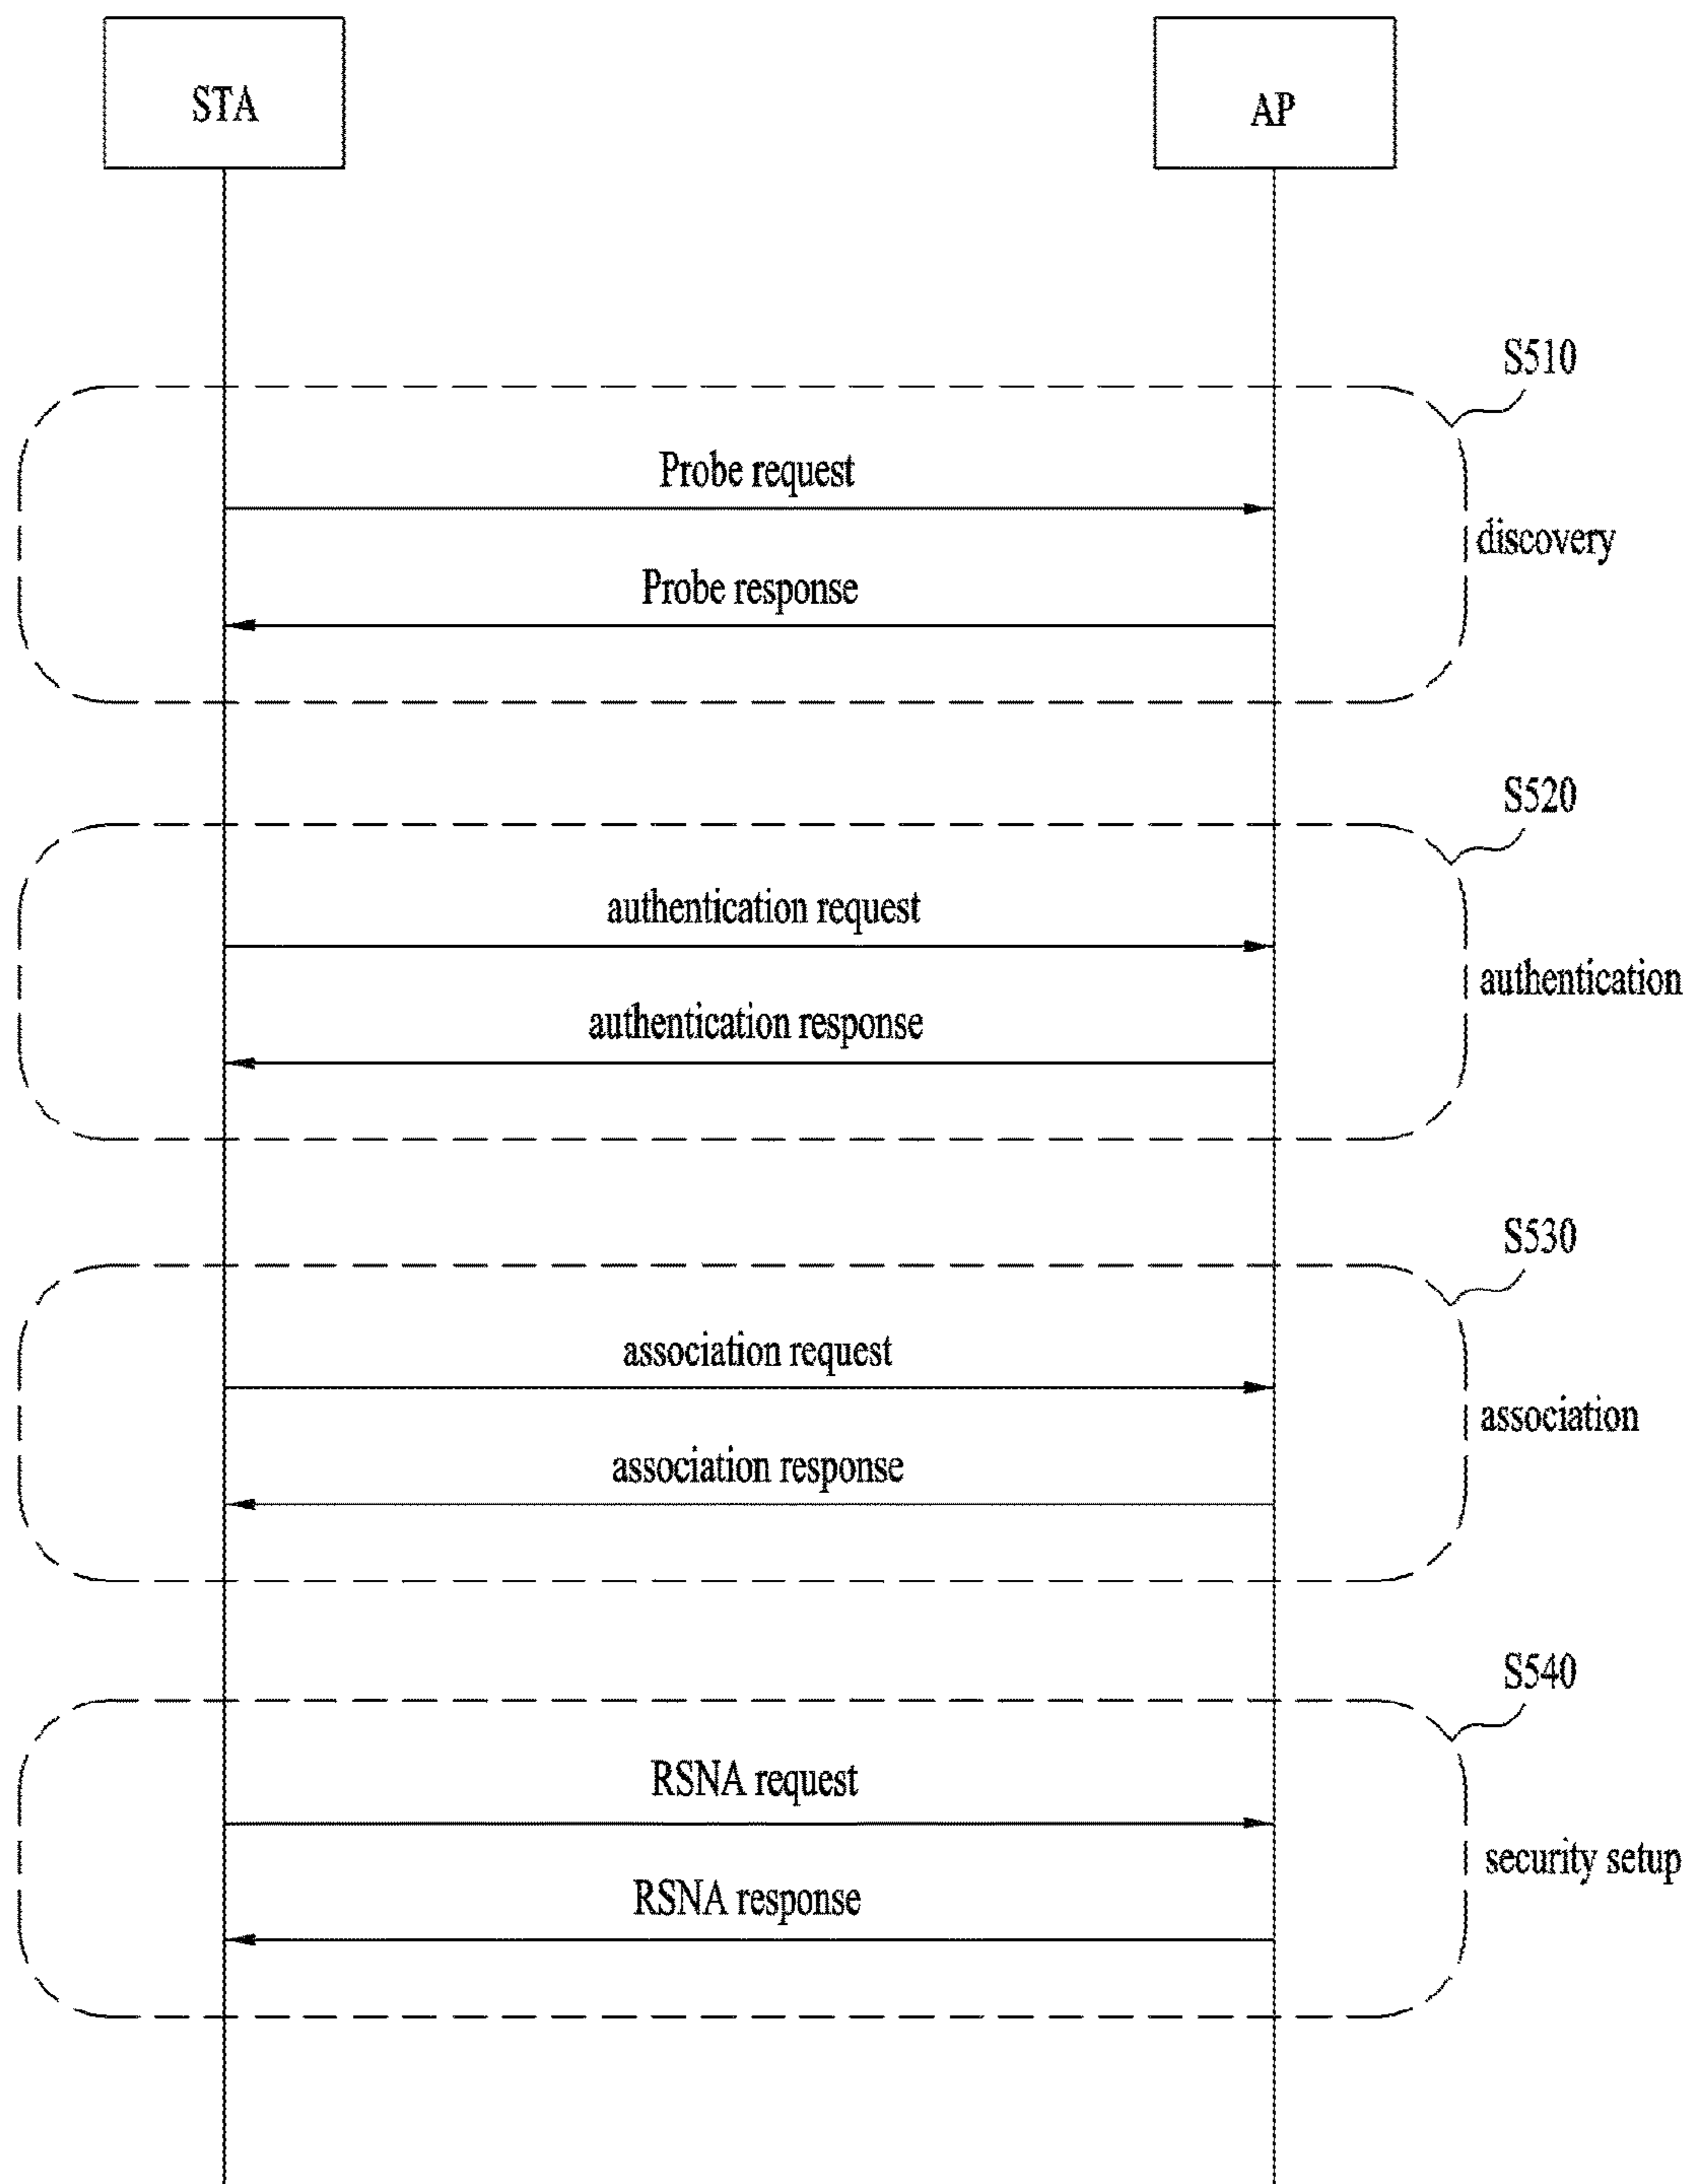 STA
AP
S510
Probe request
discovery
Probe response
S520
authentication request
authentication
authentication response
S530
association request
association
association response
S540
RSNA request
security setup
RSNA response